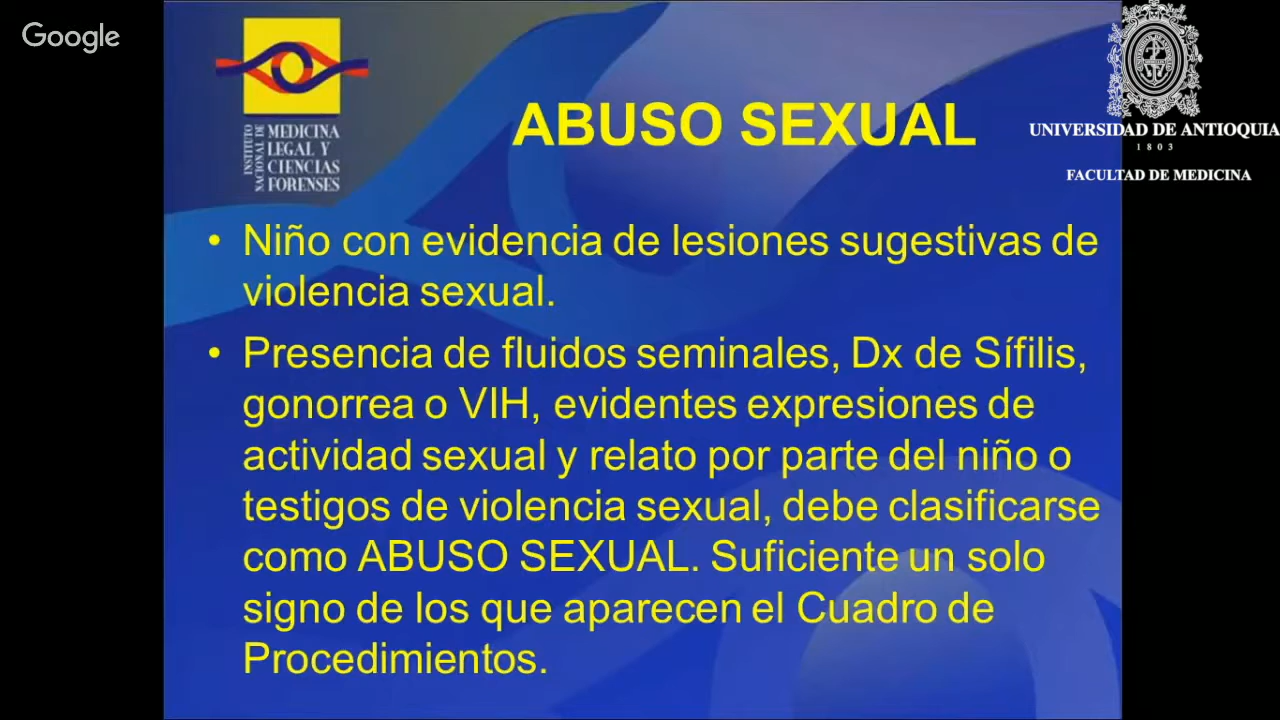 Google
INSTITUTO
NACIONAL DE
MEDICINA
LEGAL Y
CIENCIAS
FORENSES
ABUSO SEXUAL
UNIVERSIDAD DE ANTIOQUIA
1803
FACULTAD DE MEDICINA
• Niño con evidencia de lesiones sugestivas de
violencia sexual.
• Presencia de fluidos seminales, Dx de Sífilis,
gonorrea o VIH, evidentes expresiones de
actividad sexual y relato por parte del niño o
testigos de violencia sexual, debe clasificarse
como ABUSO SEXUAL. Suficiente un solo
signo de los que aparecen el Cuadro de
Procedimientos.